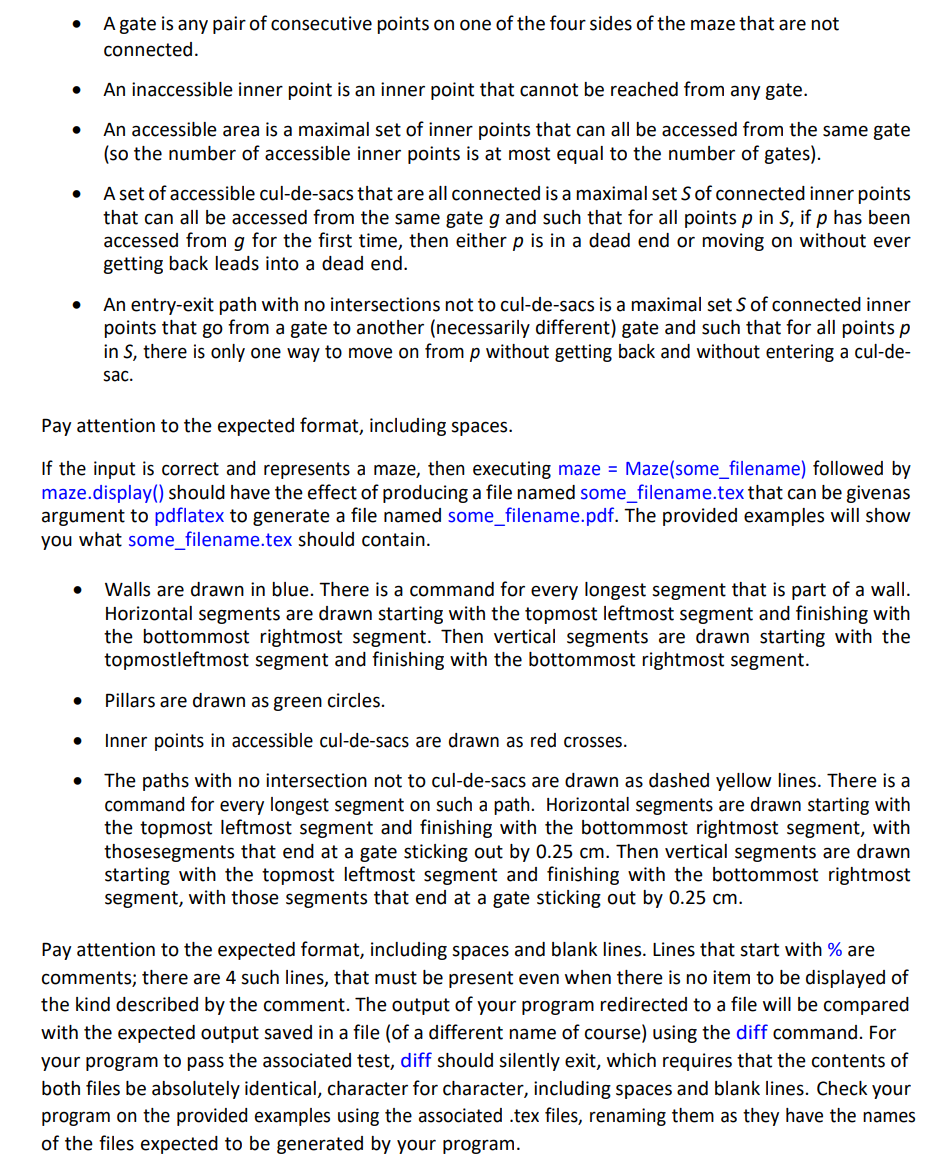 • A gate is any pair of consecutive points on one of the four sides of the maze that are not
connected.
• An inaccessible inner point is an inner point that cannot be reached from any gate.
• An accessible area is a maximal set of inner points that can all be accessed from the same gate
(so the number of accessible inner points is at most equal to the number of gates).
• A set of accessible cul-de-sacs that are all connected is a maximal set S of connected inner points
that can all be accessed from the same gate g and such that for all points p in S, if p has been
accessed from g for the first time, then either p is in a dead end or moving on without ever
getting back leads into a dead end.
• An entry-exit path with no intersections not to cul-de-sacs is a maximal set S of connected inner
points that go from a gate to another (necessarily different) gate and such that for all points p
in S, there is only one way to move on from p without getting back and without entering a cul-de-
sac.
Pay attention to the expected format, including spaces.
If the input is correct and represents a maze, then executing maze = Maze(some_filename) followed by
maze.display() should have the effect of producing a file named some_filename.tex that can be givenas
argument to pdflatex to generate a file named some_filename.pdf. The provided examples will show
you what some_filename.tex should contain.
• Walls are drawn in blue. There is a command for every longest segment that is part of a wall.
Horizontal segments are drawn starting with the topmost leftmost segment and finishing with
the bottommost rightmost segment. Then vertical segments are drawn starting with the
topmostleftmost segment and finishing with the bottommost rightmost segment.
• Pillars are drawn as green circles.
• Inner points in accessible cul-de-sacs are drawn as red crosses.
• The paths with no intersection not to cul-de-sacs are drawn as dashed yellow lines. There is a
command for every longest segment on such a path. Horizontal segments are drawn starting with
the topmost leftmost segment and finishing with the bottommost rightmost segment, with
thosesegments that end at a gate sticking out by 0.25 cm. Then vertical segments are drawn
starting with the topmost leftmost segment and finishing with the bottommost rightmost
segment, with those segments that end at a gate sticking out by 0.25 cm.
Pay attention to the expected format, including spaces and blank lines. Lines that start with % are
comments; there are 4 such lines, that must be present even when there is no item to be displayed of
the kind described by the comment. The output of your program redirected to a file will be compared
with the expected output saved in a file (of a different name of course) using the diff command. For
your program to pass the associated test, diff should silently exit, which requires that the contents of
both files be absolutely identical, character for character, including spaces and blank lines. Check your
program on the provided examples using the associated .tex files, renaming them as they have the names
of the files expected to be generated by your program.